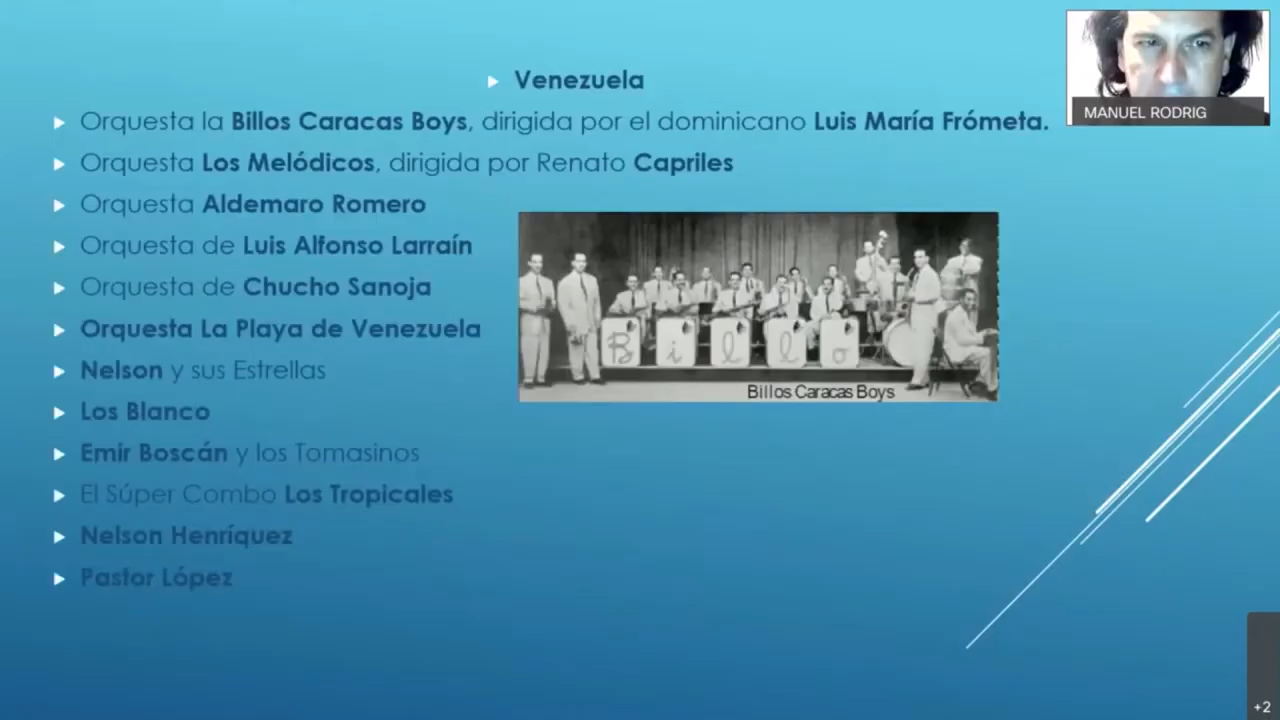 Venezuela
Orquesta la Billos Caracas Boys, dirigida por el dominicano Luis María Frómeta.
Orquesta Los Melódicos, dirigida por Renato Capriles
Orquesta Aldemaro Romero
Orquesta de Luis Alfonso Larraín
Orquesta de Chucho Sanoja
Orquesta La Playa de Venezuela
Nelson y sus Estrellas
Los Blanco
Emir Boscán y los Tomasinos
El Súper Combo Los Tropicales
Nelson Henríquez
Pastor López
Billo
Billos Caracas Boys
MANUEL RODRIG
+2